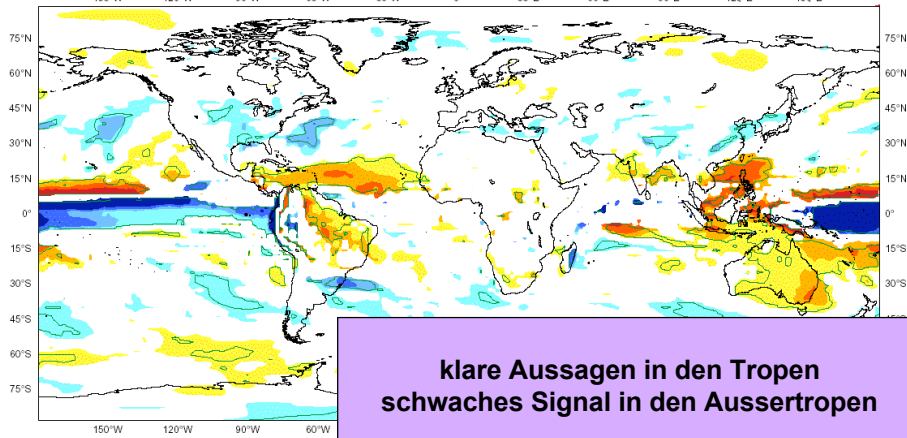 75°N
60°N
45°N
30°N
15°N
0°
15°S
30°S
45°S
60°S
75°S
75°N
60°N
45°N
30°N
15°N
0°
15°S
30°S
150°W 120°W 90°W 60°W
klare Aussagen in den Tropen
schwaches Signal in den Aussertropen